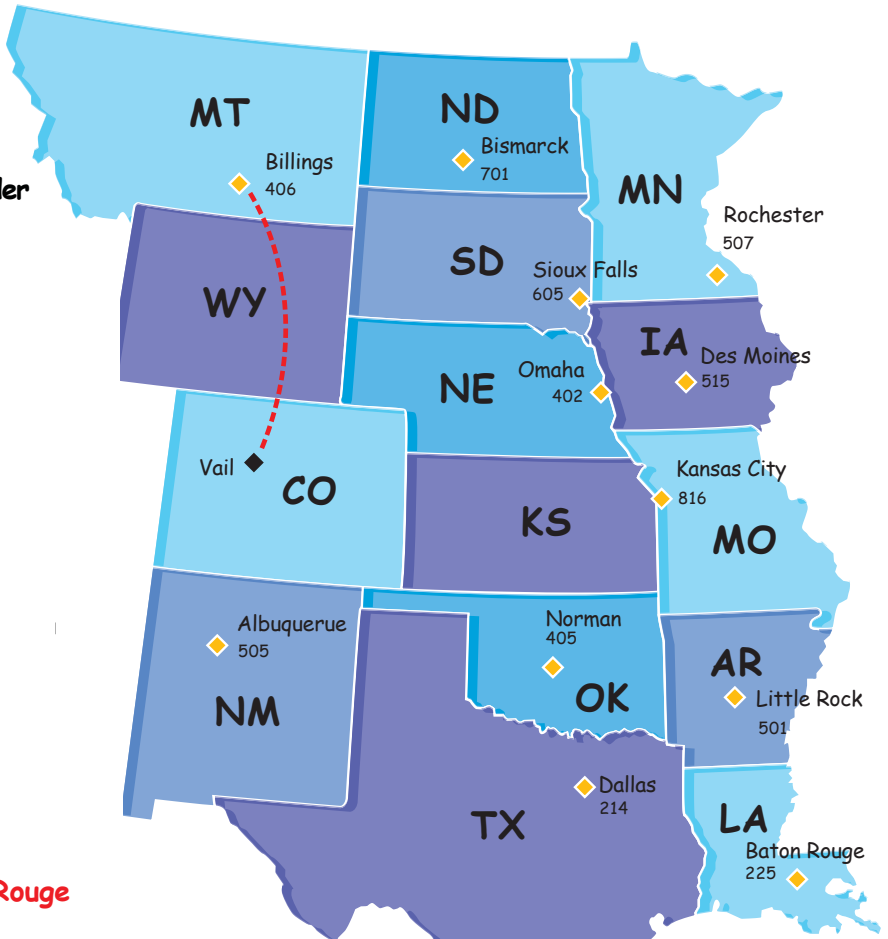 MT
ND
Billings
406
Bismarck
701
ler
MN
Rochester
507
SD
Sioux Falls
605
WY
IA
Des Moines
515
NE
Omaha
402
Vail
CO
Kansas City
816
KS
MO
Albuquerue
505
NM
Norman
405
OK
AR
Little Rock
501
Dallas
214
TX
LA
Baton Rouge
225
Rouge